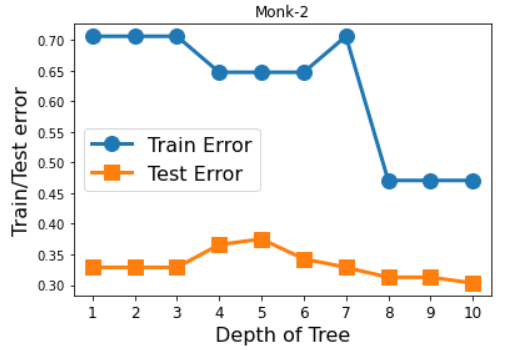 Monk-2
Train/Test error
0.70
0.65
0.60
0.55
0.50
0.45
0.40
0.35
0.30
Train Error
Test Error
1 2 3 4 5 6 7 8 9 10
Depth of Tree